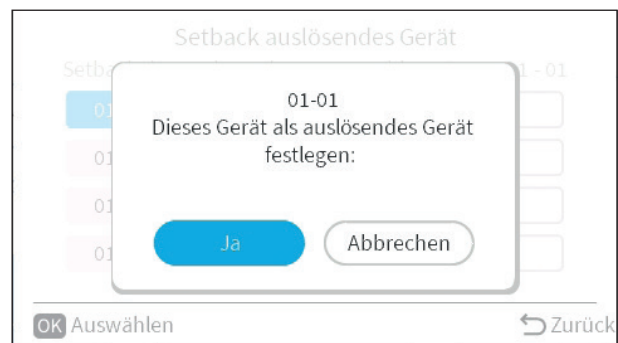 Setback auslösendes Gerät
01-01
Dieses Gerät als auslösendes Gerät
festlegen:
Ja
Abbrechen
OK Auswählen
Zurück